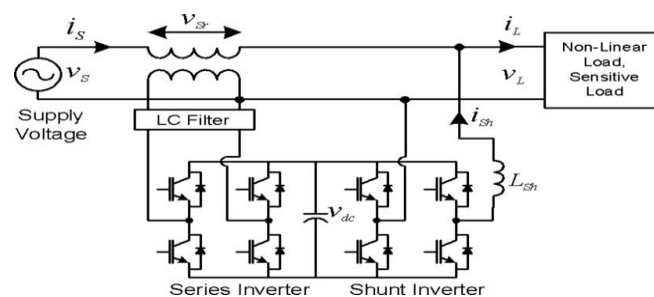 i_S
v_Sr
i_L
v_S
Supply
Voltage
LC Filter
v_L
Non-Linear
Load,
Sensitive
Load
i_Sh
L_Sh
v_dc
Series Inverter
Shunt Inverter